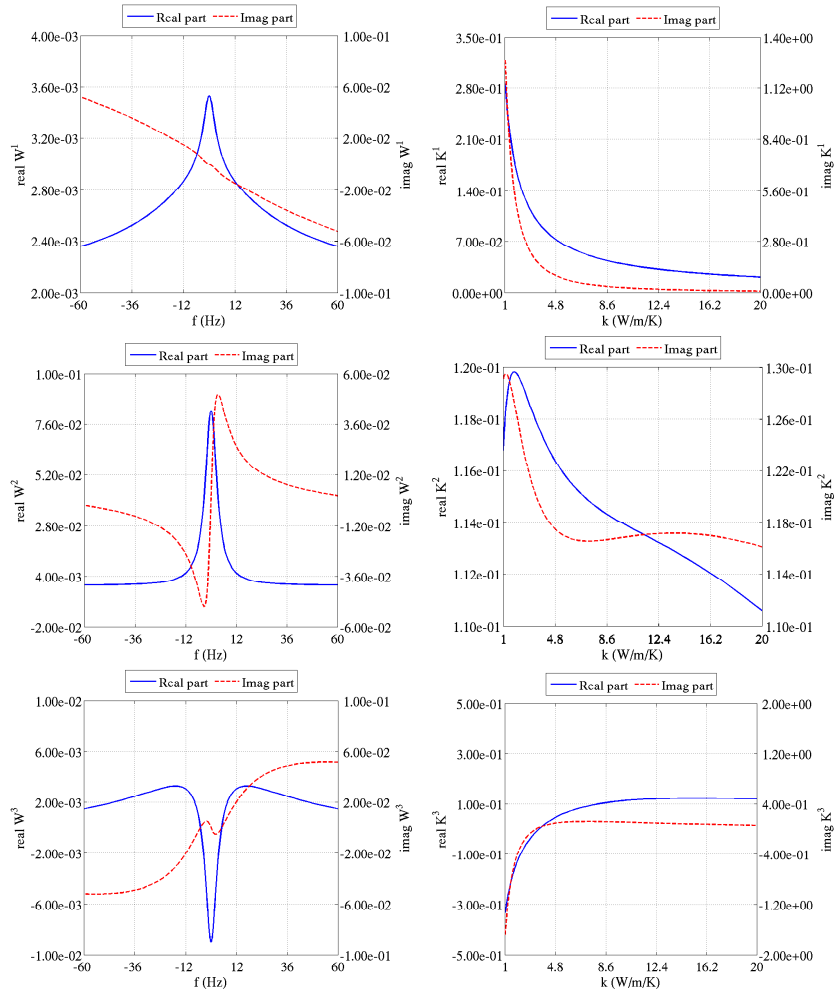 Real part Imag part
4.00e-03 1.00e-01
3.60e-03 6.00e-02
3.20e-03 2.00e-02
2.80e-03 -2.00e-02
2.40e-03 -6.00e-02
2.00e-03 -1.00e-01
-60 -36 -12 12 36 60
f (Hz)
real W¹
imag W¹
Real part Imag part
3.50e-01 1.40e+00
2.80e-01 1.12e+00
2.10e-01 8.40e-01
1.40e-01 5.60e-01
7.00e-02 2.80e-01
0.00e+00 0.00e+00
1 4.8 8.6 12.4 16.2 20
k (W/m/K)
real K¹
imag K¹
Real part Imag part
1.00e-01 6.00e-02
7.60e-02 3.60e-02
5.20e-02 1.20e-02
2.80e-02 -1.20e-02
4.00e-03 -3.60e-02
-2.00e-02 -6.00e-02
-60 -36 -12 12 36 60
f (Hz)
real W²
imag W²
Real part Imag part
1.20e-01 1.30e-01
1.18e-01 1.26e-01
1.16e-01 1.22e-01
1.14e-01 1.18e-01
1.12e-01 1.14e-01
1.10e-01 1.10e-01
1 4.8 8.6 12.4 16.2 20
k (W/m/K)
real K²
imag K²
Real part Imag part
1.00e-02 1.00e-01
6.00e-03 6.00e-02
2.00e-03 2.00e-02
-2.00e-03 -2.00e-02
-6.00e-03 -6.00e-02
-1.00e-02 -1.00e-01
-60 -36 -12 12 36 60
f (Hz)
real W³
imag W³
Real part Imag part
5.00e-01 2.00e+00
3.00e-01 1.20e+00
1.00e-01 4.00e-01
-1.00e-01 -4.00e-01
-3.00e-01 -1.20e+00
-5.00e-01 -2.00e+00
1 4.8 8.6 12.4 16.2 20
k (W/m/K)
real K³
imag K³